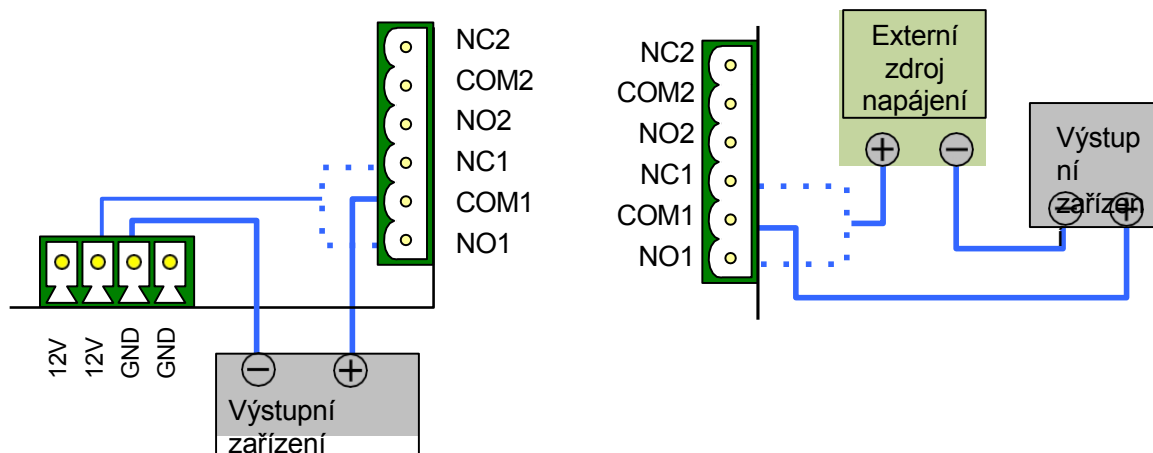 NC2
COM2
NO2
NC1
COM1
NO1
12V
12V
GND
GND
Výstupní
zařízení
NC2
COM2
NO2
NC1
COM1
NO1
Externí
zdroj
napájení
Výstup
ní
zařízen
í